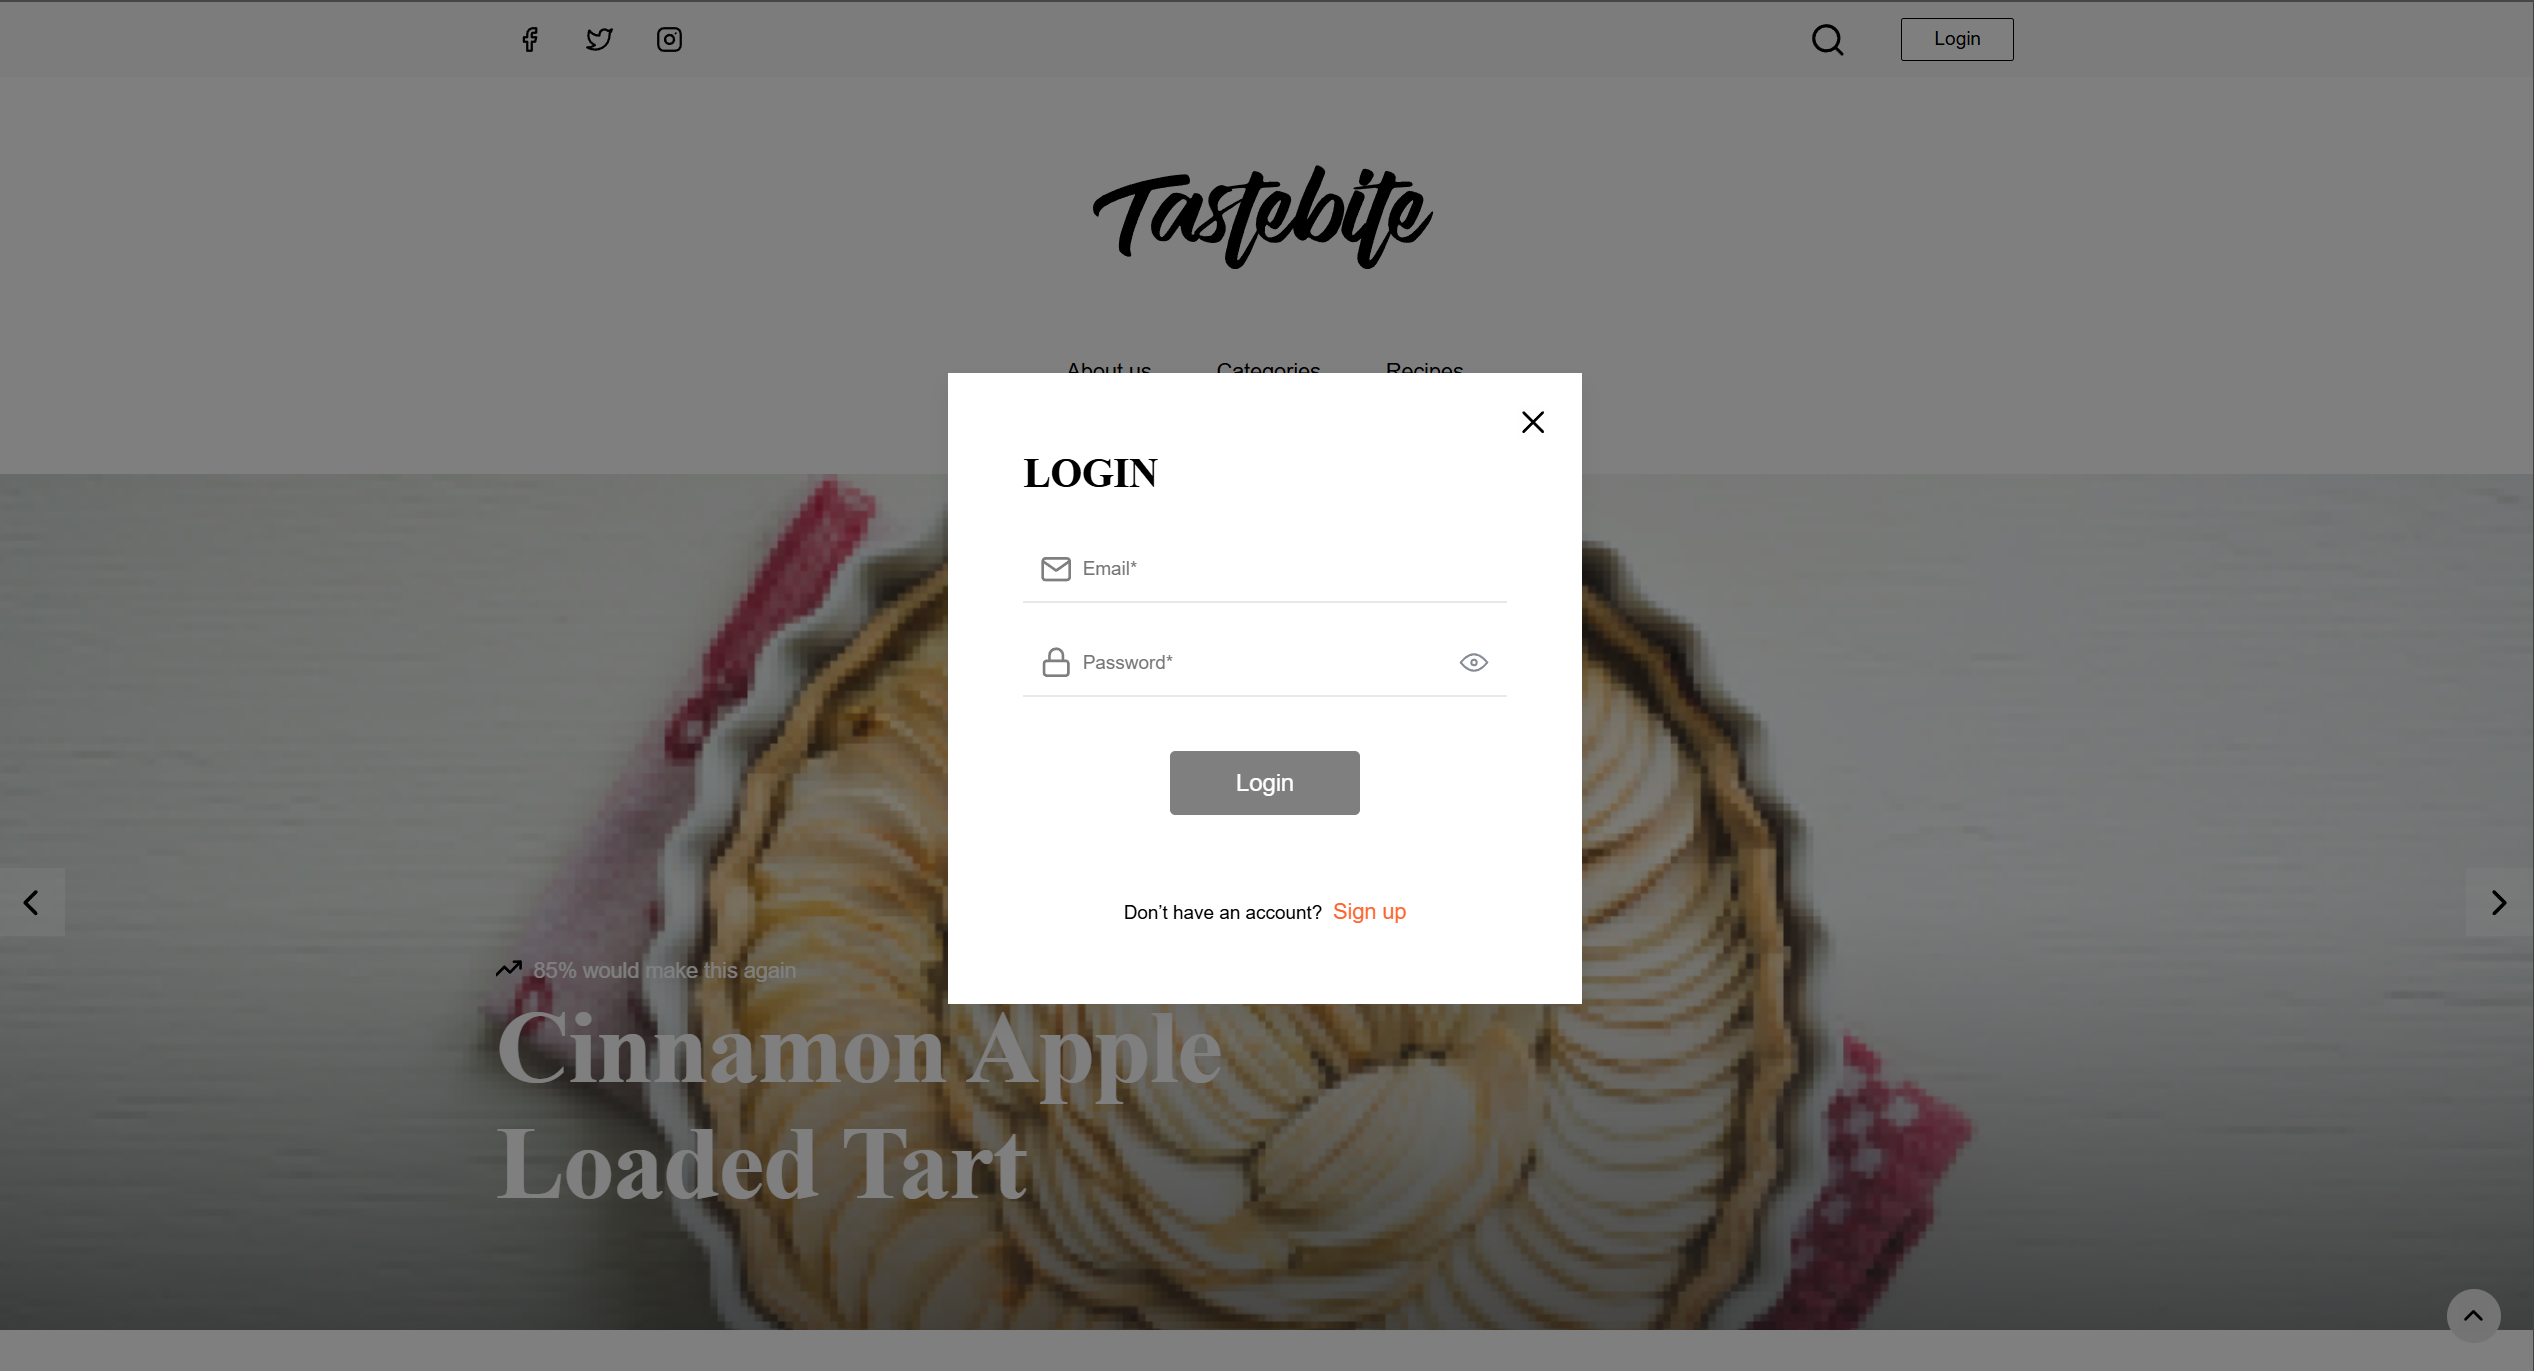 Login
Tastebite
About us Categories Recipes
LOGIN
Email*
Password*
Login
Don’t have an account? Sign up
85% would make this again
Cinnamon Apple
Loaded Tart